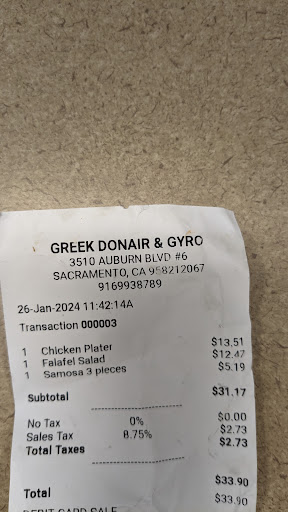 GREEK DONAIR & GYRO
3510 AUBURN BLVD #6
SACRAMENTO, CA 958212067
9169938789
26-Jan-2024 11:42:14A
Transaction 000003
1 Chicken Plater $13.51
1 Falafel Salad $12.47
1 Samosa 3 pieces $5.19
Subtotal $31.17
No Tax 0% $0.00
Sales Tax 8.75% $2.73
Total Taxes $2.73
Total $33.90
DEBIT CARD SALE $33.90